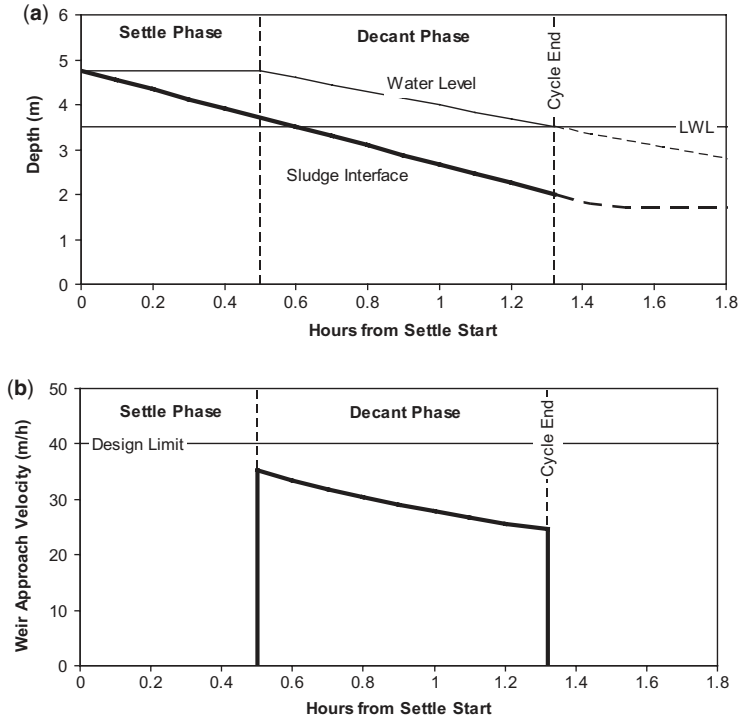 (a)
6
5
4
3
2
1
0
Depth (m)
Settle Phase
Decant Phase
Cycle End
Water Level
LWL
Sludge Interface
0 0.2 0.4 0.6 0.8 1 1.2 1.4 1.6 1.8
Hours from Settle Start
(b)
50
40
30
20
10
0
Weir Approach Velocity (m/h)
Settle Phase
Decant Phase
Cycle End
Design Limit
0 0.2 0.4 0.6 0.8 1 1.2 1.4 1.6 1.8
Hours from Settle Start